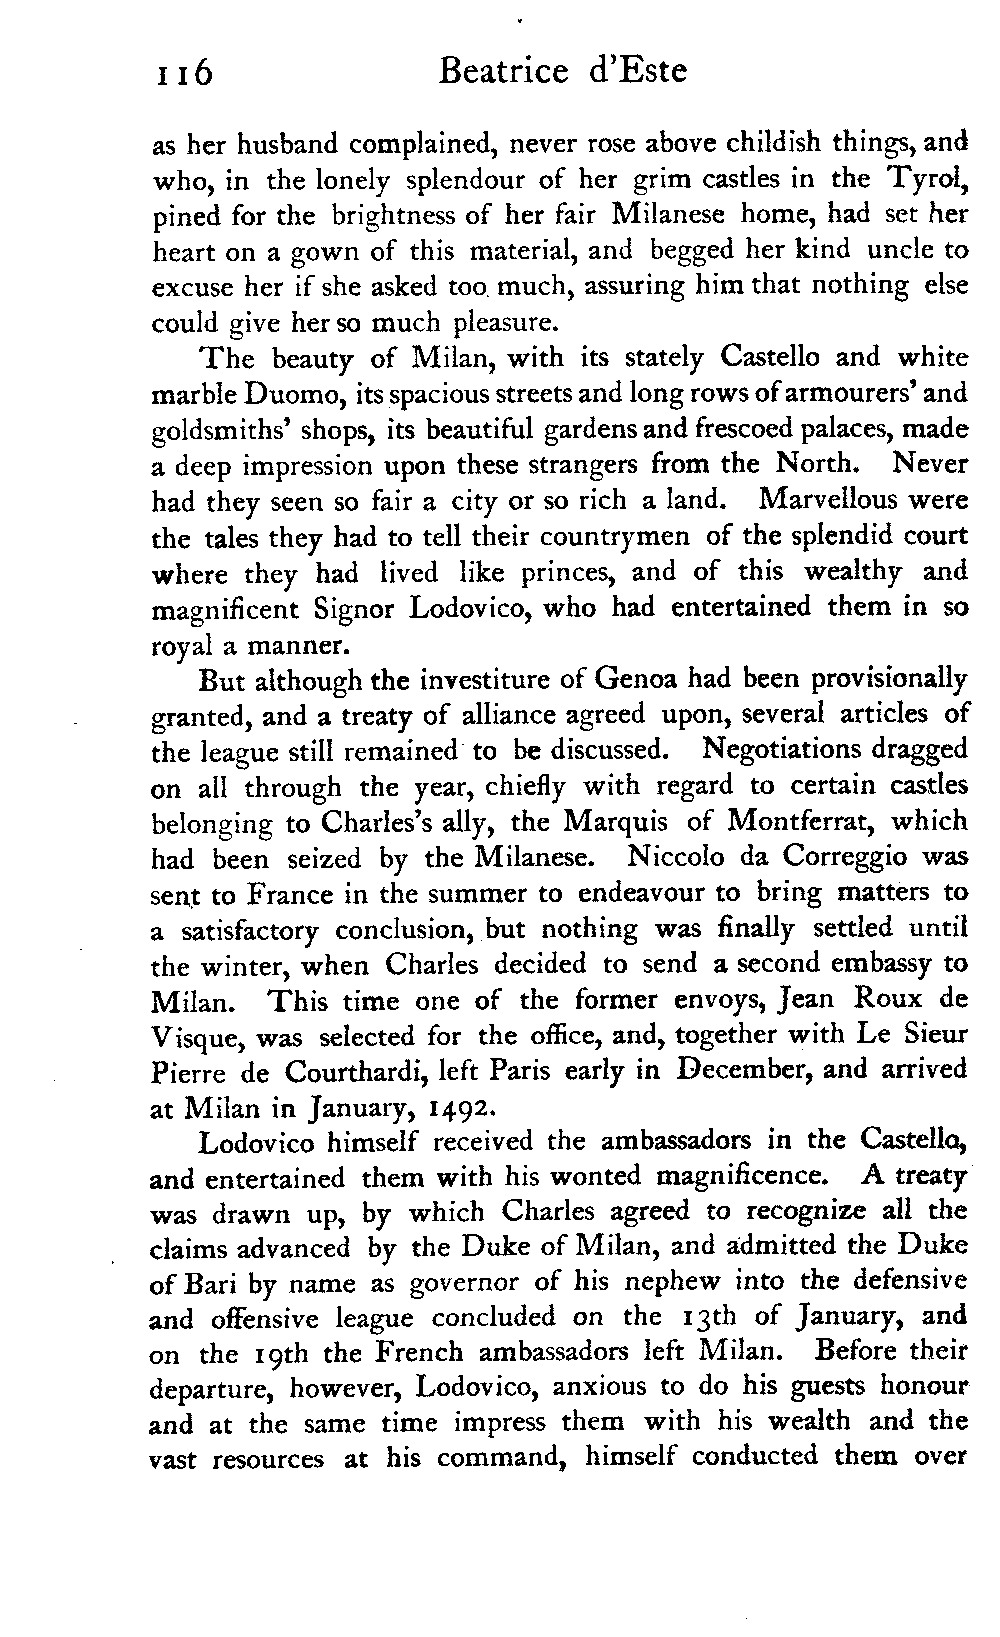 116 Beatrice d'Este
as her husband complained, never rose above childish things, and
who, in the lonely splendour of her grim castles in the Tyrol,
pined for the brightness of her fair Milanese home, had set her
heart on a gown of this material, and begged her kind uncle to
excuse her if she asked too much, assuring him that nothing else
could give her so much pleasure.
The beauty of Milan, with its stately Castello and white
marble Duomo, its spacious streets and long rows of armourers' and
goldsmiths' shops, its beautiful gardens and frescoed palaces, made
a deep impression upon these strangers from the North. Never
had they seen so fair a city or so rich a land. Marvellous were
the tales they had to tell their countrymen of the splendid court
where they had lived like princes, and of this wealthy and
magnificent Signor Lodovico, who had entertained them in so
royal a manner.
But although the investiture of Genoa had been provisionally
granted, and a treaty of alliance agreed upon, several articles of
the league still remained to be discussed. Negotiations dragged
on all through the year, chiefly with regard to certain castles
belonging to Charles's ally, the Marquis of Montferrat, which
had been seized by the Milanese. Niccolo da Correggio was
sent to France in the summer to endeavour to bring matters to
a satisfactory conclusion, but nothing was finally settled until
the winter, when Charles decided to send a second embassy to
Milan. This time one of the former envoys, Jean Roux de
Visque, was selected for the office, and, together with Le Sieur
Pierre de Courthardi, left Paris early in December, and arrived
at Milan in January, 1492.
Lodovico himself received the ambassadors in the Castello,
and entertained them with his wonted magnificence. A treaty
was drawn up, by which Charles agreed to recognize all the
claims advanced by the Duke of Milan, and admitted the Duke
of Bari by name as governor of his nephew into the defensive
and offensive league concluded on the 13th of January, and
on the 19th the French ambassadors left Milan. Before their
departure, however, Lodovico, anxious to do his guests honour
and at the same time impress them with his wealth and the
vast resources at his command, himself conducted them over